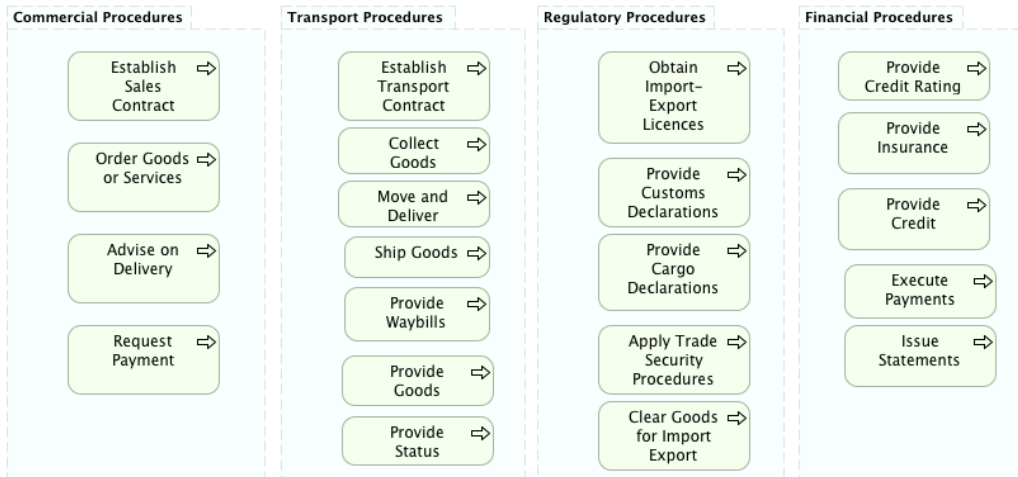 Commercial Procedures
Establish
Sales
Contract
Order Goods
or Services
Advise on
Delivery
Request
Payment
Transport Procedures
Establish
Transport
Contract
Collect
Goods
Move and
Deliver
Ship Goods
Provide
Waybills
Provide
Goods
Provide
Status
Regulatory Procedures
Obtain
Import-
Export
Licences
Provide
Customs
Declarations
Provide
Cargo
Declarations
Apply Trade
Security
Procedures
Clear Goods
for Import
Export
Financial Procedures
Provide
Credit Rating
Provide
Insurance
Provide
Credit
Execute
Payments
Issue
Statements